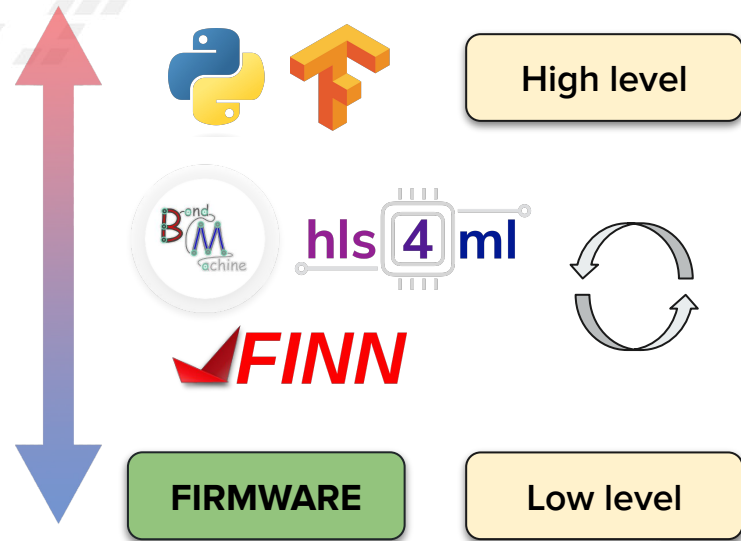 High level
Bond
Machine
hls 4 ml
FINN
FIRMWARE
Low level